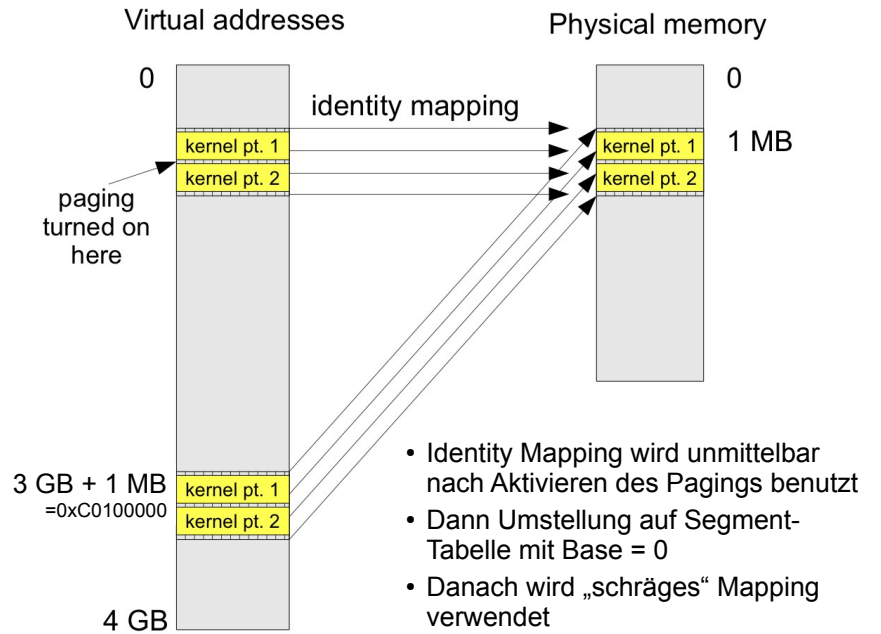 Virtual addresses
Physical memory
0
0
identity mapping
kernel pt. 1
kernel pt. 1
1 MB
kernel pt. 2
kernel pt. 2
paging
turned on
here
3 GB + 1 MB
=0xC0100000
kernel pt. 1
kernel pt. 2
4 GB
• Identity Mapping wird unmittelbar
nach Aktivieren des Pagings benutzt
• Dann Umstellung auf Segment-
Tabelle mit Base = 0
• Danach wird „schräges“ Mapping
verwendet